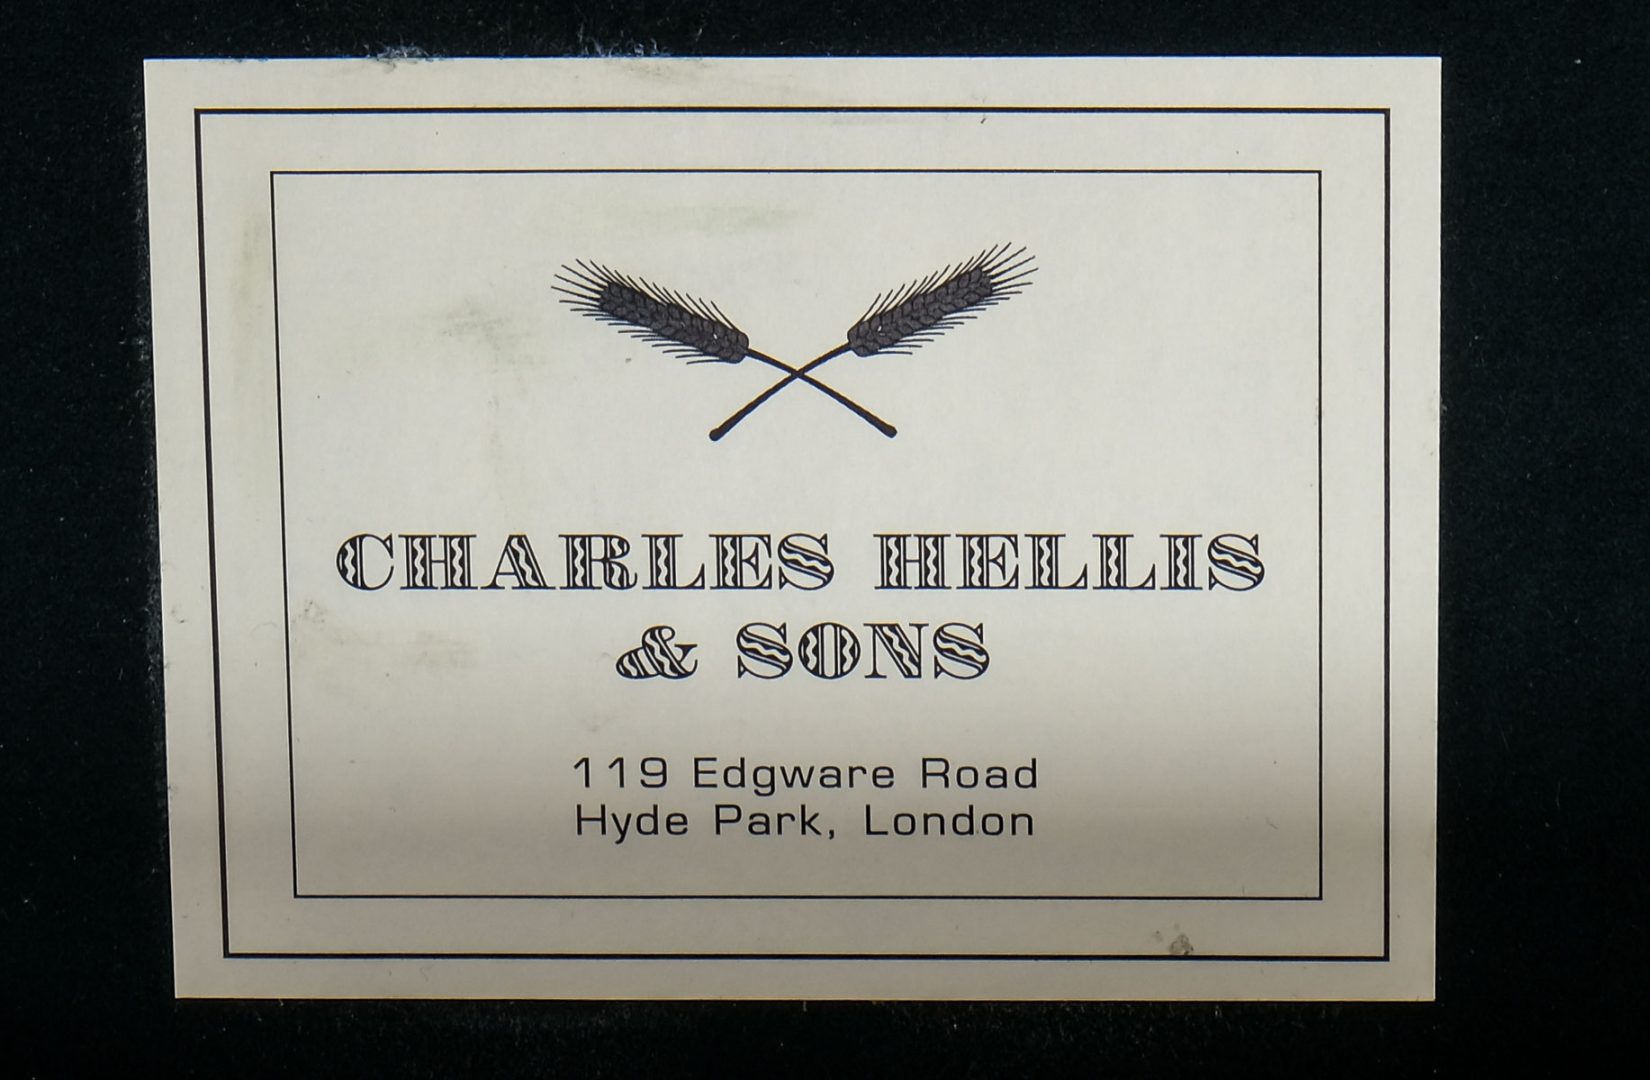 CHARLES HELLIS
& SONS
119 Edgware Road
Hyde Park, London